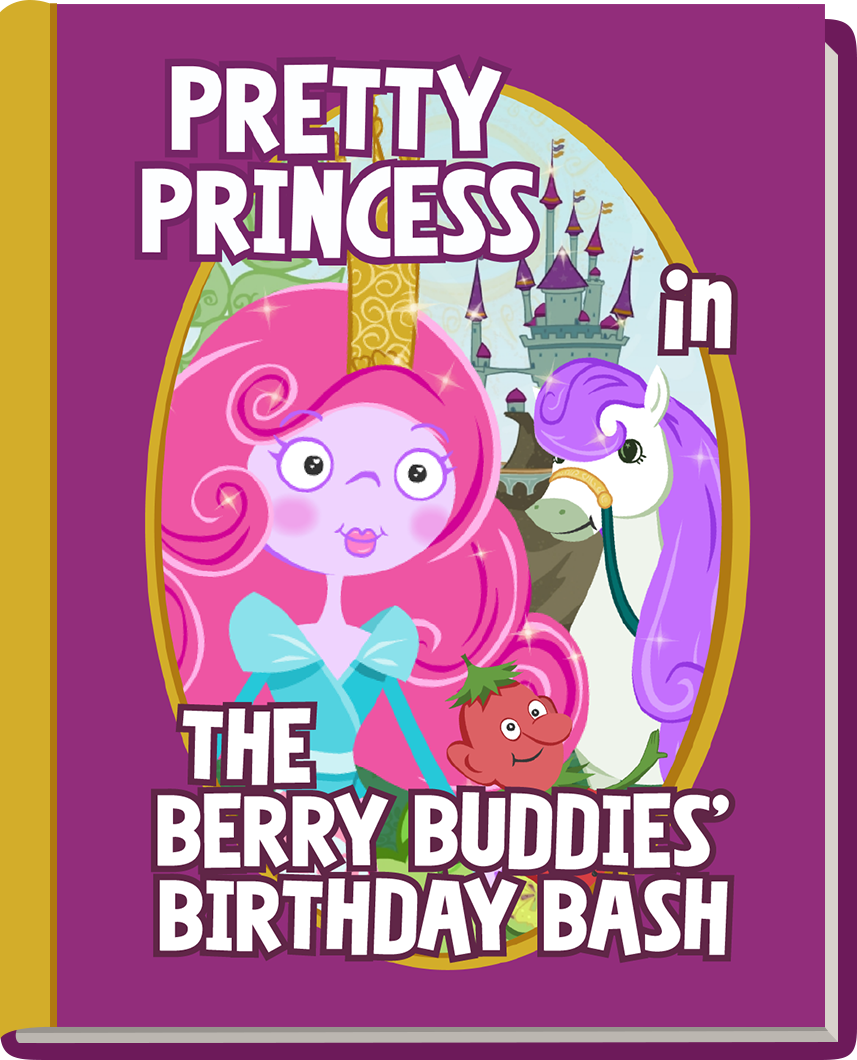 PRETTY
PRINCESS
in
THE
BERRY BUDDIES'
BIRTHDAY BASH